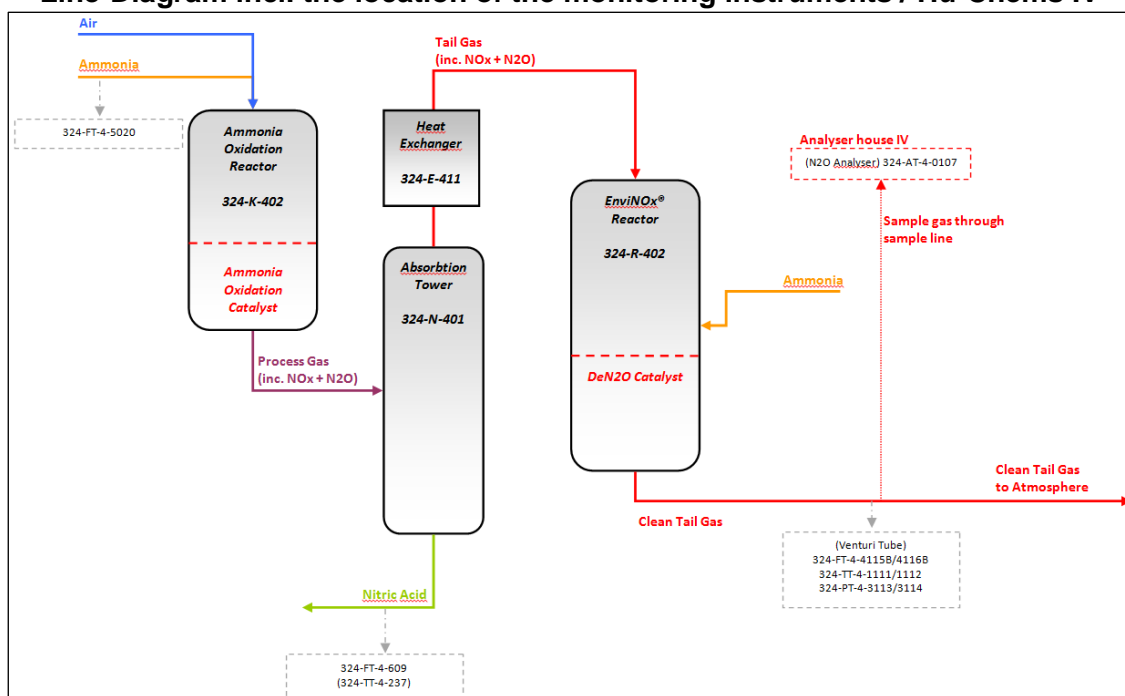 Line Diagram incl. the location of the monitoring instruments / Hu-Chems IV
Air
Ammonia
324-FT-4-5020
Ammonia
Oxidation
Reactor
324-K-402
Ammonia
Oxidation
Catalyst
Process Gas
(inc. NOx + N2O)
Tail Gas
(inc. NOx + N2O)
Heat
Exchanger
324-E-411
Absorbtion
Tower
324-N-401
Nitric Acid
324-FT-4-609
(324-TT-4-237)
EnviNOx®
Reactor
324-R-402
Ammonia
DeN2O Catalyst
Clean Tail Gas
Analyser house IV
(N2O Analyser) 324-AT-4-0107
Sample gas through
sample line
Clean Tail Gas
to Atmosphere
(Venturi Tube)
324-FT-4-4115B/4116B
324-TT-4-1111/1112
324-PT-4-3113/3114